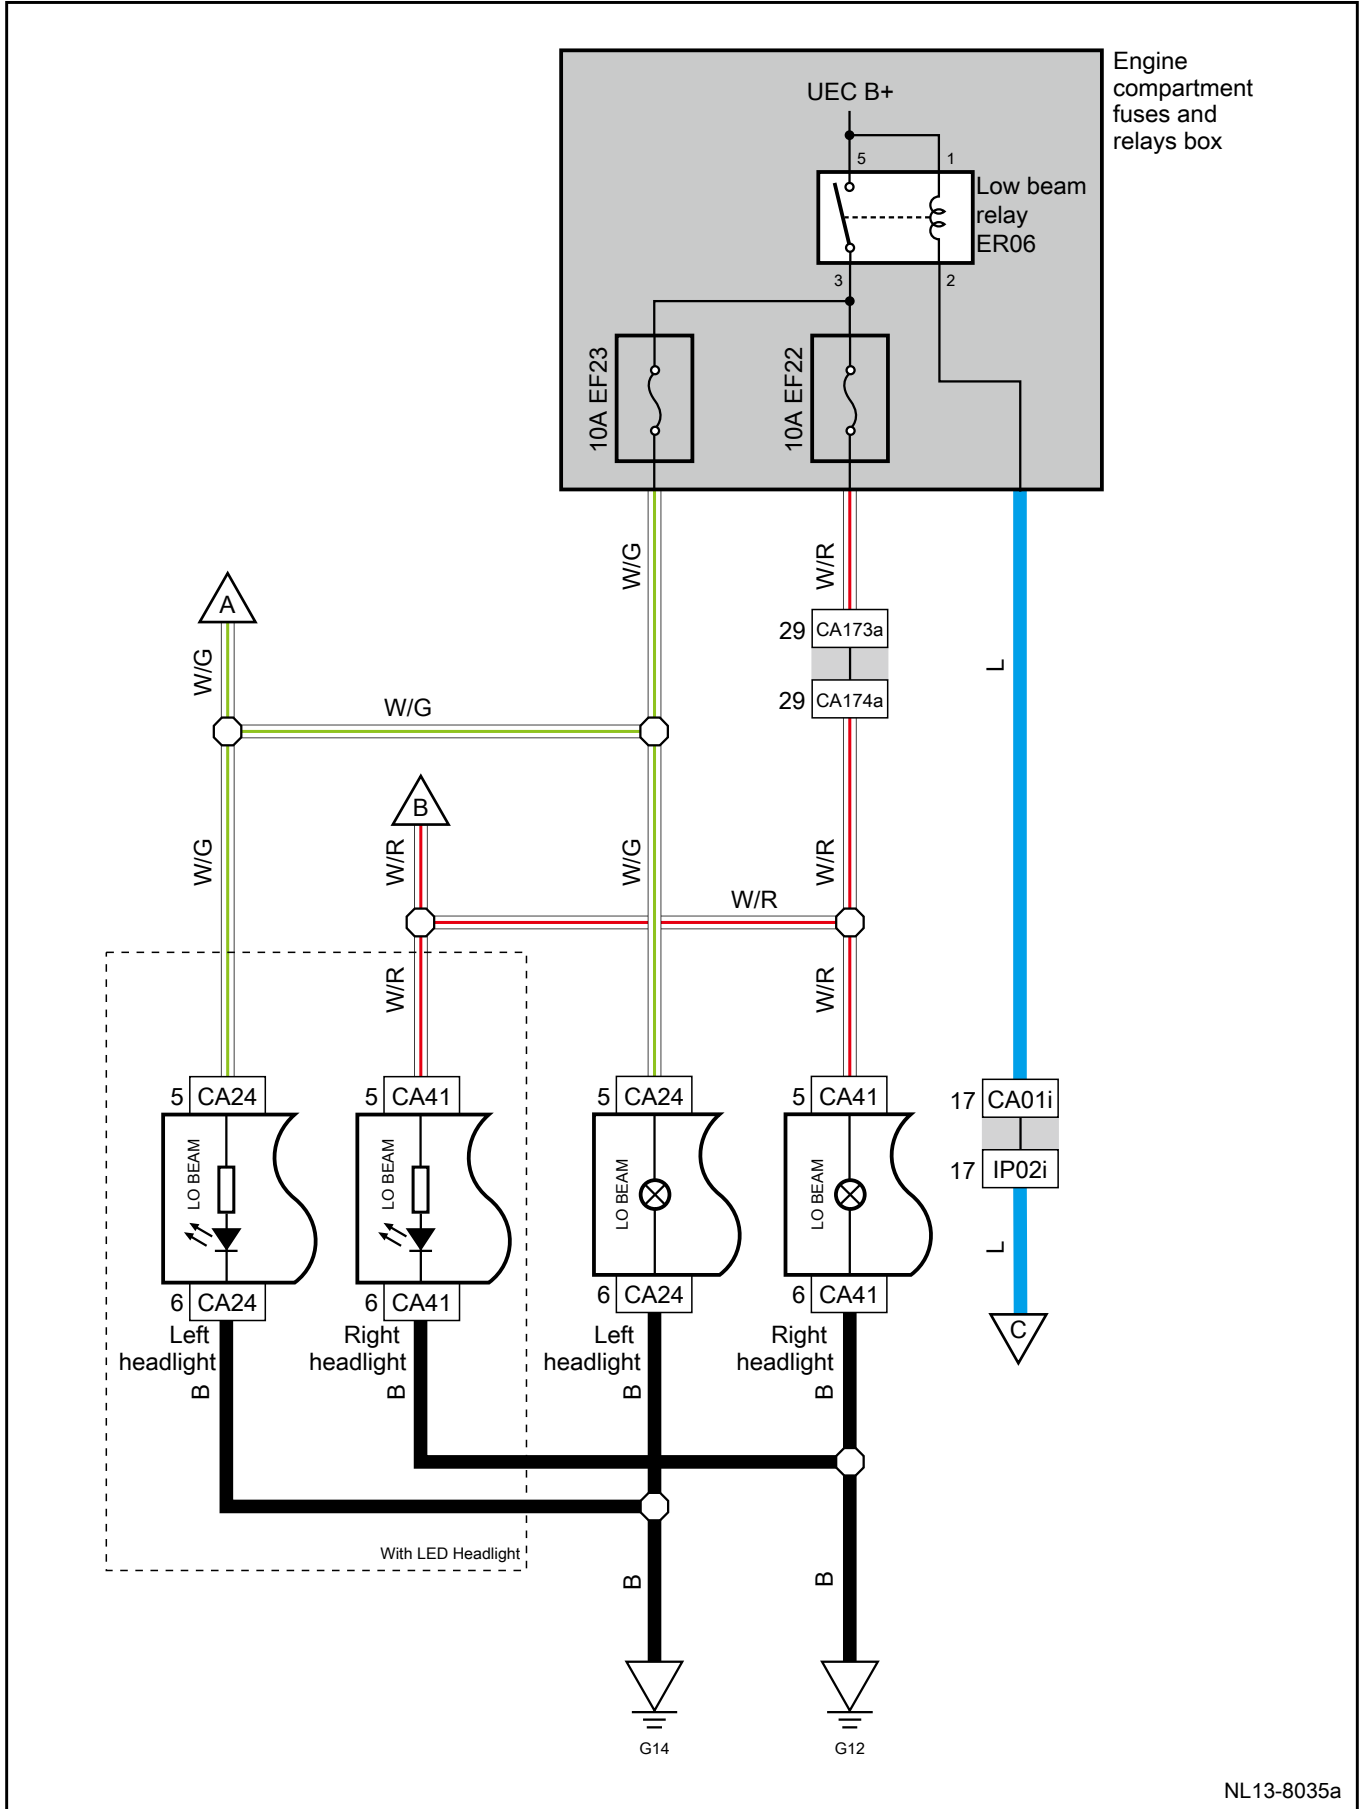 Engine
compartment
fuses and
relays box
UEC B+
5
1
Low beam
relay
ER06
3
2
10A EF23
10A EF22
W/G
W/R
A
29 CA173a
W/G
L
29 CA174a
W/G
B
W/G
W/R
W/G
W/R
W/R
W/R
W/R
5 CA24
5 CA41
5 CA24
5 CA41
17 CA01i
LO BEAM
LO BEAM
LO BEAM
LO BEAM
17 IP02i
L
6 CA24
6 CA41
6 CA24
6 CA41
Left
headlight
Right
headlight
Left
headlight
Right
headlight
C
B
B
B
B
With LED Headlight
B
B
G14
G12
NL13-8035a